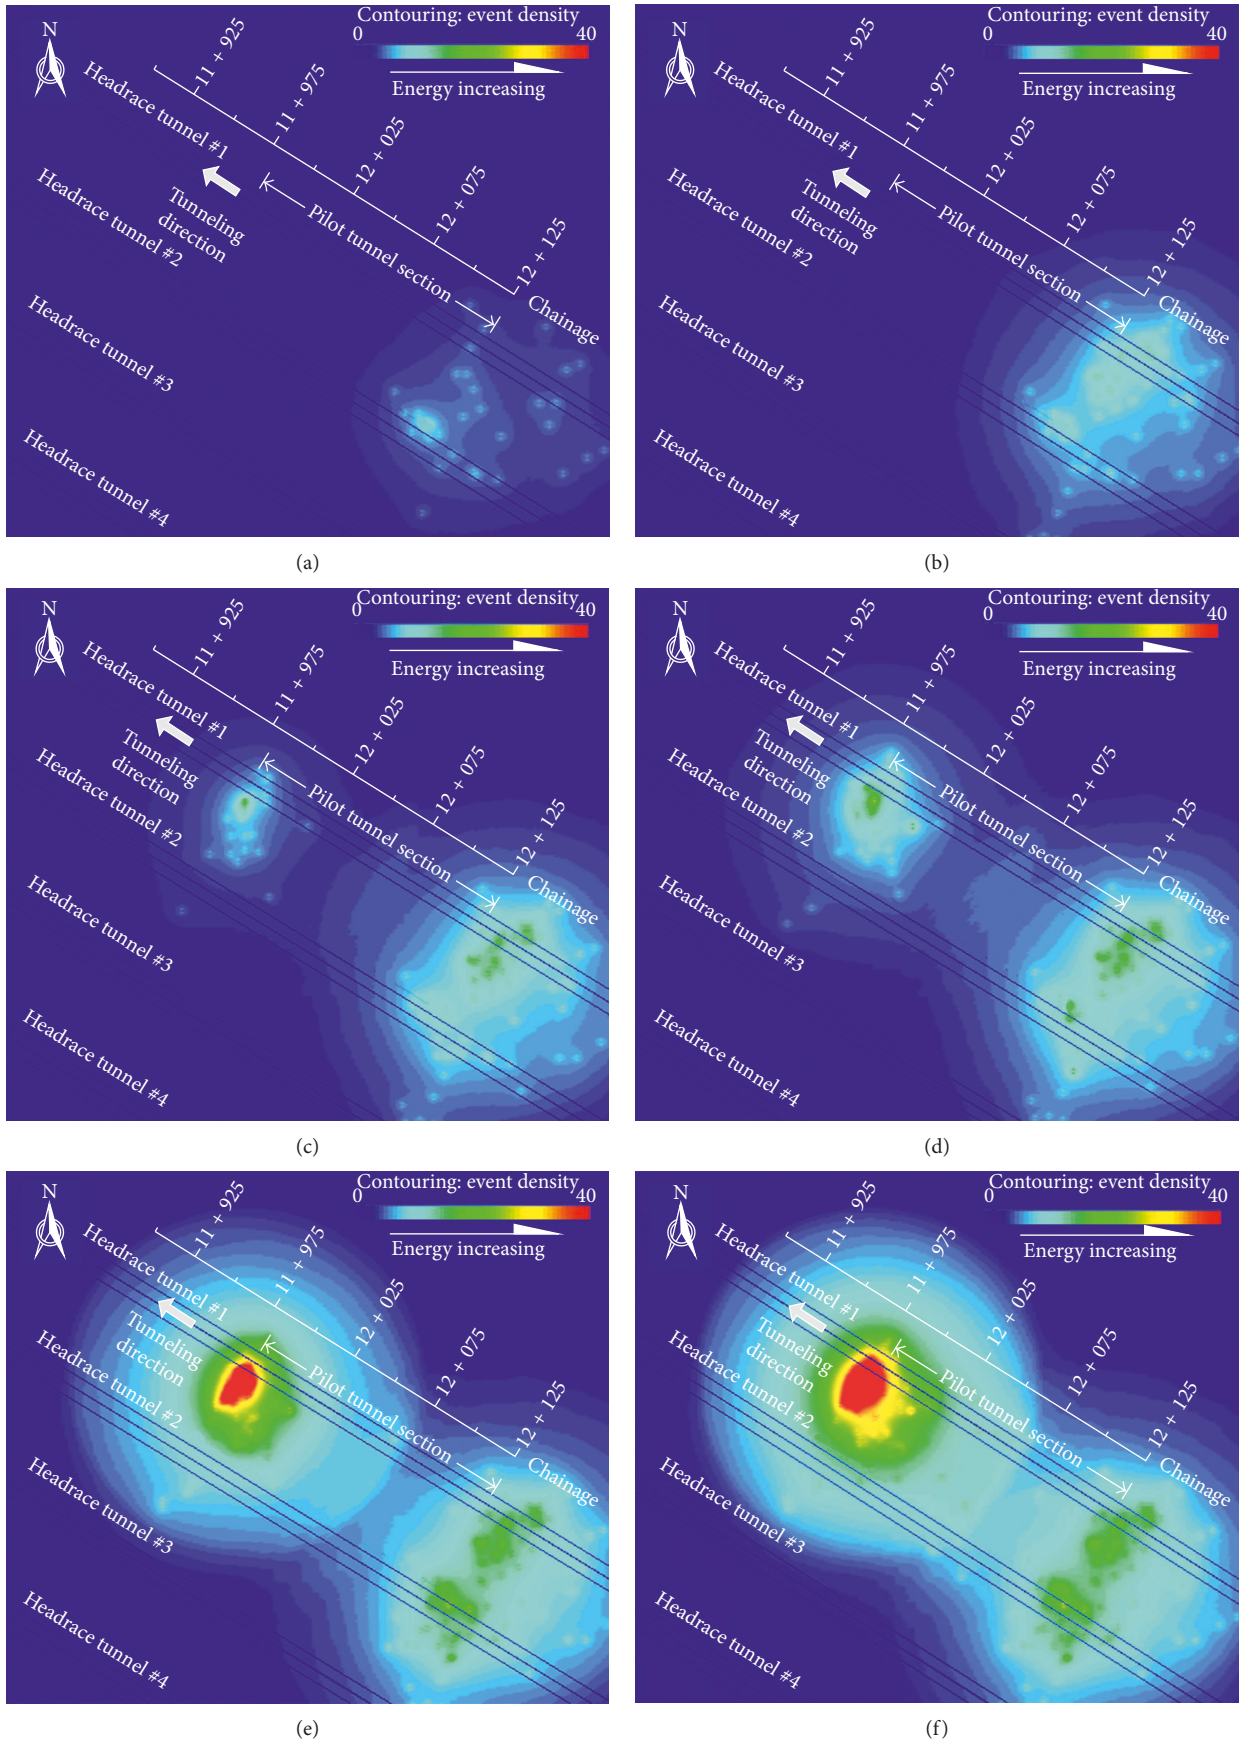 Contouring: event density
0 40
Energy increasing
N
11 + 925
11 + 975
12 + 025
12 + 075
12 + 125
Chainage
Headrace tunnel #1
Tunneling
direction
Pilot tunnel section
Headrace tunnel #2
Headrace tunnel #3
Headrace tunnel #4
(a)
Contouring: event density
0 40
Energy increasing
N
11 + 925
11 + 975
12 + 025
12 + 075
12 + 125
Chainage
Headrace tunnel #1
Tunneling
direction
Pilot tunnel section
Headrace tunnel #2
Headrace tunnel #3
Headrace tunnel #4
(b)
Contouring: event density
0 40
Energy increasing
N
11 + 925
11 + 975
12 + 025
12 + 075
12 + 125
Chainage
Headrace tunnel #1
Tunneling
direction
Pilot tunnel section
Headrace tunnel #2
Headrace tunnel #3
Headrace tunnel #4
(c)
Contouring: event density
0 40
Energy increasing
N
11 + 925
11 + 975
12 + 025
12 + 075
12 + 125
Chainage
Headrace tunnel #1
Tunneling
direction
Pilot tunnel section
Headrace tunnel #2
Headrace tunnel #3
Headrace tunnel #4
(d)
Contouring: event density
0 40
Energy increasing
N
11 + 925
11 + 975
12 + 025
12 + 075
12 + 125
Chainage
Headrace tunnel #1
Tunneling
direction
Pilot tunnel section
Headrace tunnel #2
Headrace tunnel #3
Headrace tunnel #4
(e)
Contouring: event density
0 40
Energy increasing
N
11 + 925
11 + 975
12 + 025
12 + 075
12 + 125
Chainage
Headrace tunnel #1
Tunneling
direction
Pilot tunnel section
Headrace tunnel #2
Headrace tunnel #3
Headrace tunnel #4
(f)